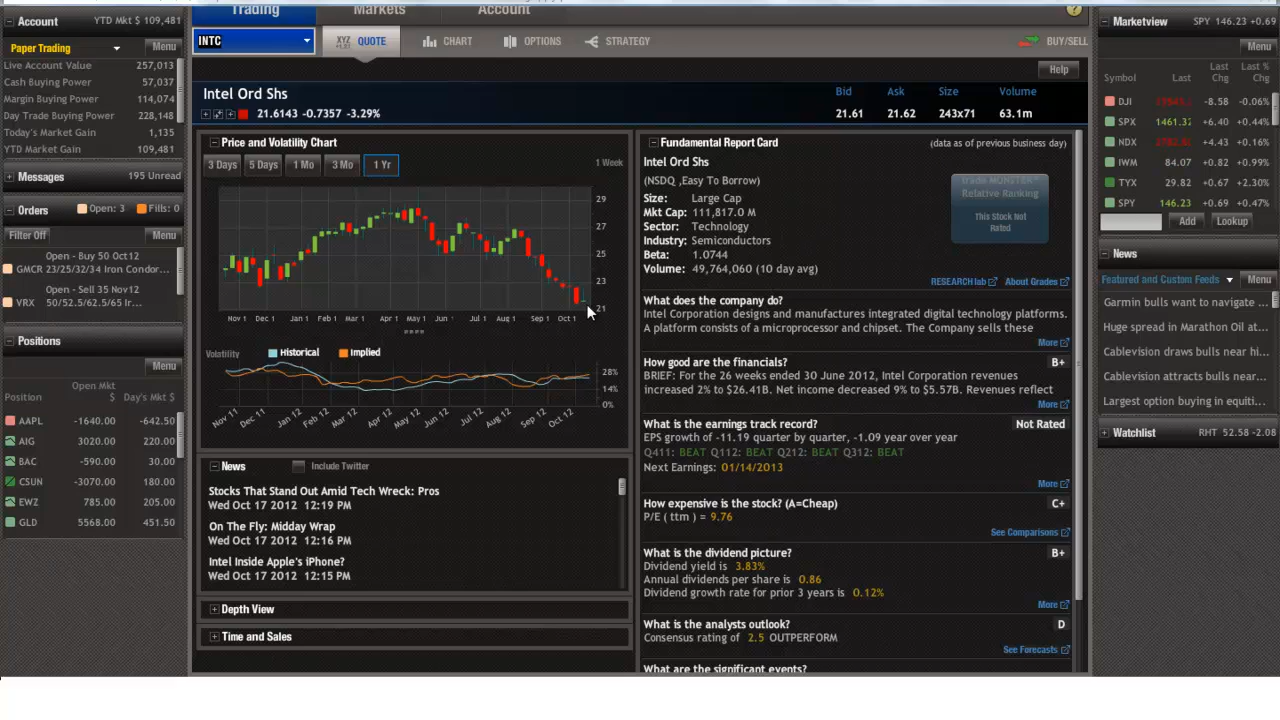 Trading
Markets
Account
?
Account
YTD Mkt $ 109,481
Paper Trading
Menu
Live Account Value 257,013
Cash Buying Power 57,037
Margin Buying Power 114,074
Day Trade Buying Power 228,148
Today's Market Gain 1,135
YTD Market Gain 109,481
Messages 195 Unread
Orders Open: 3 Fills: 0
Filter Off Menu
Open - Buy 50 Oct12
GMCR 23/25/32/34 Iron Condor...
Open - Sell 35 Nov12
VRX 50/52.5/62.5/65 Ir...
Positions
Menu
Open Mkt
Position $ Day's Mkt $
AAPL -1640.00 -642.50
AIG 3020.00 220.00
BAC -590.00 30.00
CSUN -3070.00 180.00
EWZ 785.00 205.00
GLD 5568.00 451.50
INTC
XYZ QUOTE CHART OPTIONS STRATEGY BUY/SELL
Help
Intel Ord Shs
21.6143 -0.7357 -3.29%
Bid Ask Size Volume
21.61 21.62 243x71 63.1m
Price and Volatility Chart
3 Days 5 Days 1 Mo 3 Mo 1 Yr 1 Week
29
27
25
23
21
Nov 1 Dec 1 Jan 1 Feb 1 Mar 1 Apr 1 May 1 Jun 1 Jul 1 Aug 1 Sep 1 Oct 1
Volatility Historical Implied
28%
14%
0%
Nov 11 Dec 11 Jan 12 Feb 12 Mar 12 Apr 12 May 12 Jun 12 Jul 12 Aug 12 Sep 12 Oct 12
News Include Twitter
Stocks That Stand Out Amid Tech Wreck: Pros
Wed Oct 17 2012 12:19 PM
On The Fly: Midday Wrap
Wed Oct 17 2012 12:16 PM
Intel Inside Apple's iPhone?
Wed Oct 17 2012 12:15 PM
Depth View
Time and Sales
Fundamental Report Card (data as of previous business day)
Intel Ord Shs
(NSDQ ,Easy To Borrow)
Size: Large Cap
Mkt Cap: 111,817.0 M
Sector: Technology
Industry: Semiconductors
Beta: 1.0744
Volume: 49,764,060 (10 day avg)
trade MONSTER
Relative Ranking
This Stock Not
Rated
RESEARCH lab About Grades
What does the company do?
Intel Corporation designs and manufactures integrated digital technology platforms.
A platform consists of a microprocessor and chipset. The Company sells these
More
How good are the financials? B+
BRIEF: For the 26 weeks ended 30 June 2012, Intel Corporation revenues
increased 2% to $26.41B. Net income decreased 9% to $5.57B. Revenues reflect
More
What is the earnings track record? Not Rated
EPS growth of -11.19 quarter by quarter, -1.09 year over year
Q411: BEAT Q112: BEAT Q212: BEAT Q312: BEAT
Next Earnings: 01/14/2013
More
How expensive is the stock? (A=Cheap) C+
P/E ( ttm ) = 9.76
See Comparisons
What is the dividend picture? B+
Dividend yield is 3.83%
Annual dividends per share is 0.86
Dividend growth rate for prior 3 years is 0.12%
More
What is the analysts outlook? D
Consensus rating of 2.5 OUTPERFORM
See Forecasts
What are the significant events?
Marketview SPY 146.23 +0.69
Menu
Last Last %
Symbol Last Chg Chg
DJI -8.58 -0.06%
SPX 1461.32 +6.40 +0.44%
NDX +4.43 +0.16%
IWM 84.07 +0.82 +0.99%
TYX 29.82 +0.67 +2.30%
SPY 146.23 +0.69 +0.47%
Add Lookup
News
Featured and Custom Feeds Menu
Garmin bulls want to navigate ...
Huge spread in Marathon Oil at...
Cablevision draws bulls near hi...
Cablevision attracts bulls near...
Largest option buying in equiti...
Watchlist RHT 52.58 -2.08